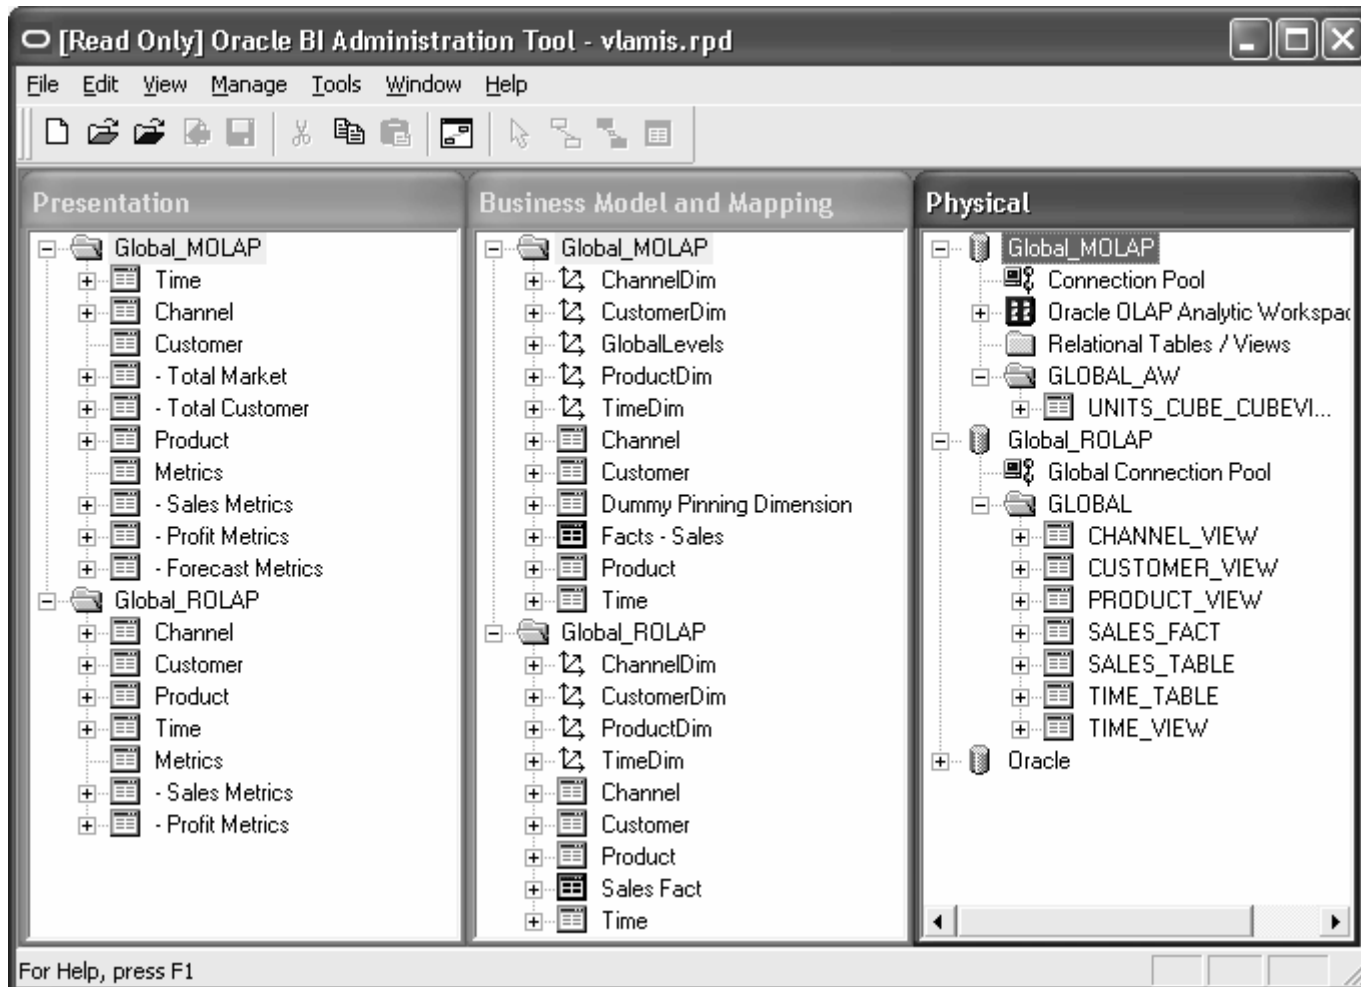 [Read Only] Oracle BI Administration Tool - vlamis.rpd
File Edit View Manage Tools Window Help
Presentation
Global_MOLAP
Time
Channel
Customer
- Total Market
- Total Customer
Product
Metrics
- Sales Metrics
- Profit Metrics
- Forecast Metrics
Global_ROLAP
Channel
Customer
Product
Time
Metrics
- Sales Metrics
- Profit Metrics
Business Model and Mapping
Global_MOLAP
ChannelDim
CustomerDim
GlobalLevels
ProductDim
TimeDim
Channel
Customer
Dummy Pinning Dimension
Facts - Sales
Product
Time
Global_ROLAP
ChannelDim
CustomerDim
ProductDim
TimeDim
Channel
Customer
Product
Sales Fact
Time
Physical
Global_MOLAP
Connection Pool
Oracle OLAP Analytic Workspac
Relational Tables / Views
GLOBAL_AW
UNITS_CUBE_CUBEVI...
Global_ROLAP
Global Connection Pool
GLOBAL
CHANNEL_VIEW
CUSTOMER_VIEW
PRODUCT_VIEW
SALES_FACT
SALES_TABLE
TIME_TABLE
TIME_VIEW
Oracle
For Help, press F1